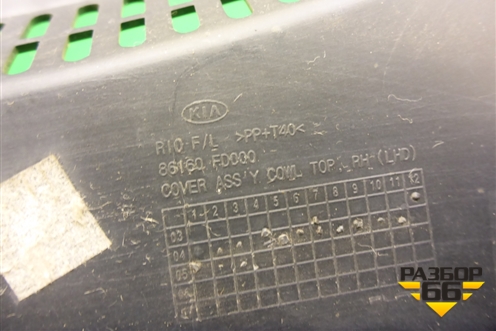 KIA
RIO F/L >PP+T40<
86160 FD000
COVER ASS'Y COWL TOP RH (LHD)
1 2 3 4 5 6 7 8 9 10 11 12
03
04
05
РАЗБОР
66